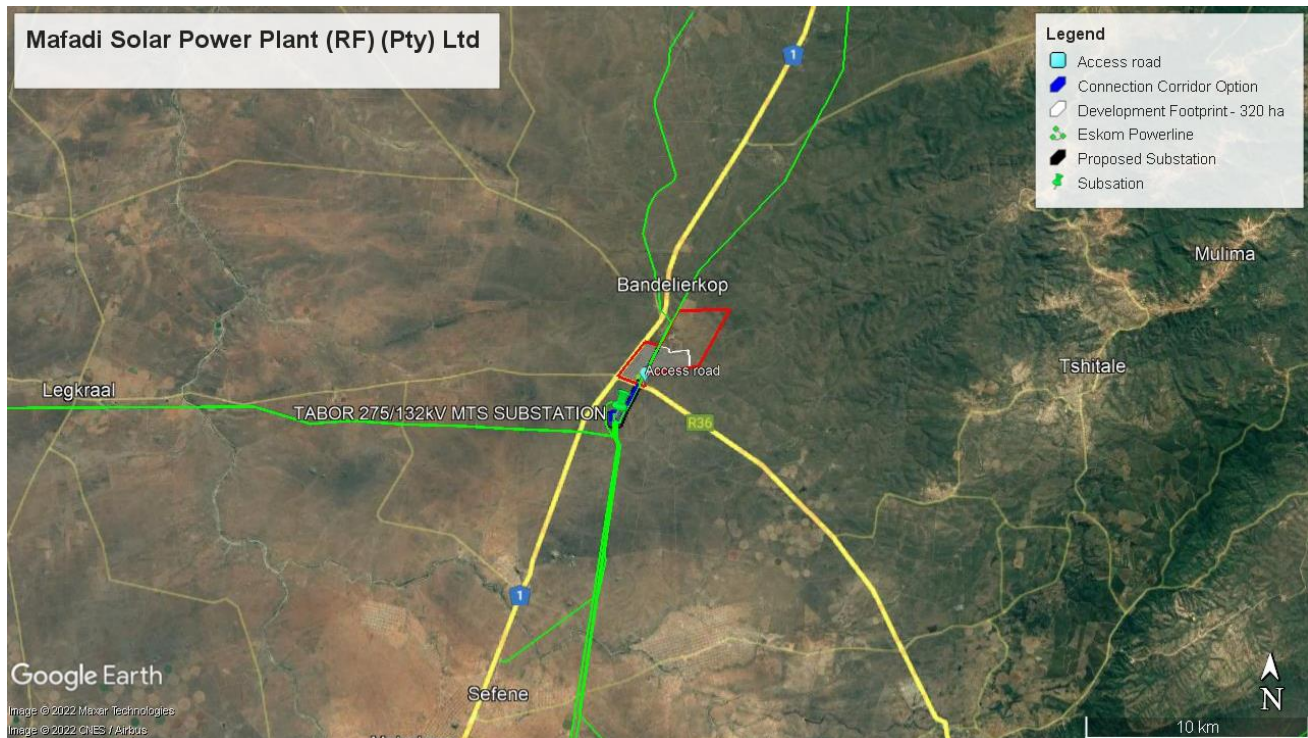 Mafadi Solar Power Plant (RF) (Pty) Ltd
Legend
Access road
Connection Corridor Option
Development Footprint - 320 ha
Eskom Powerline
Proposed Substation
Subsation
1
Mulima
Bandelierkop
Tshitale
Access road
Legkraal
TABOR 275/132kV MTS SUBSTATION
R36
1
Google Earth
Sefene
Image © 2022 Maxar Technologies
Image © 2022 CNES / Airbus
N
10 km